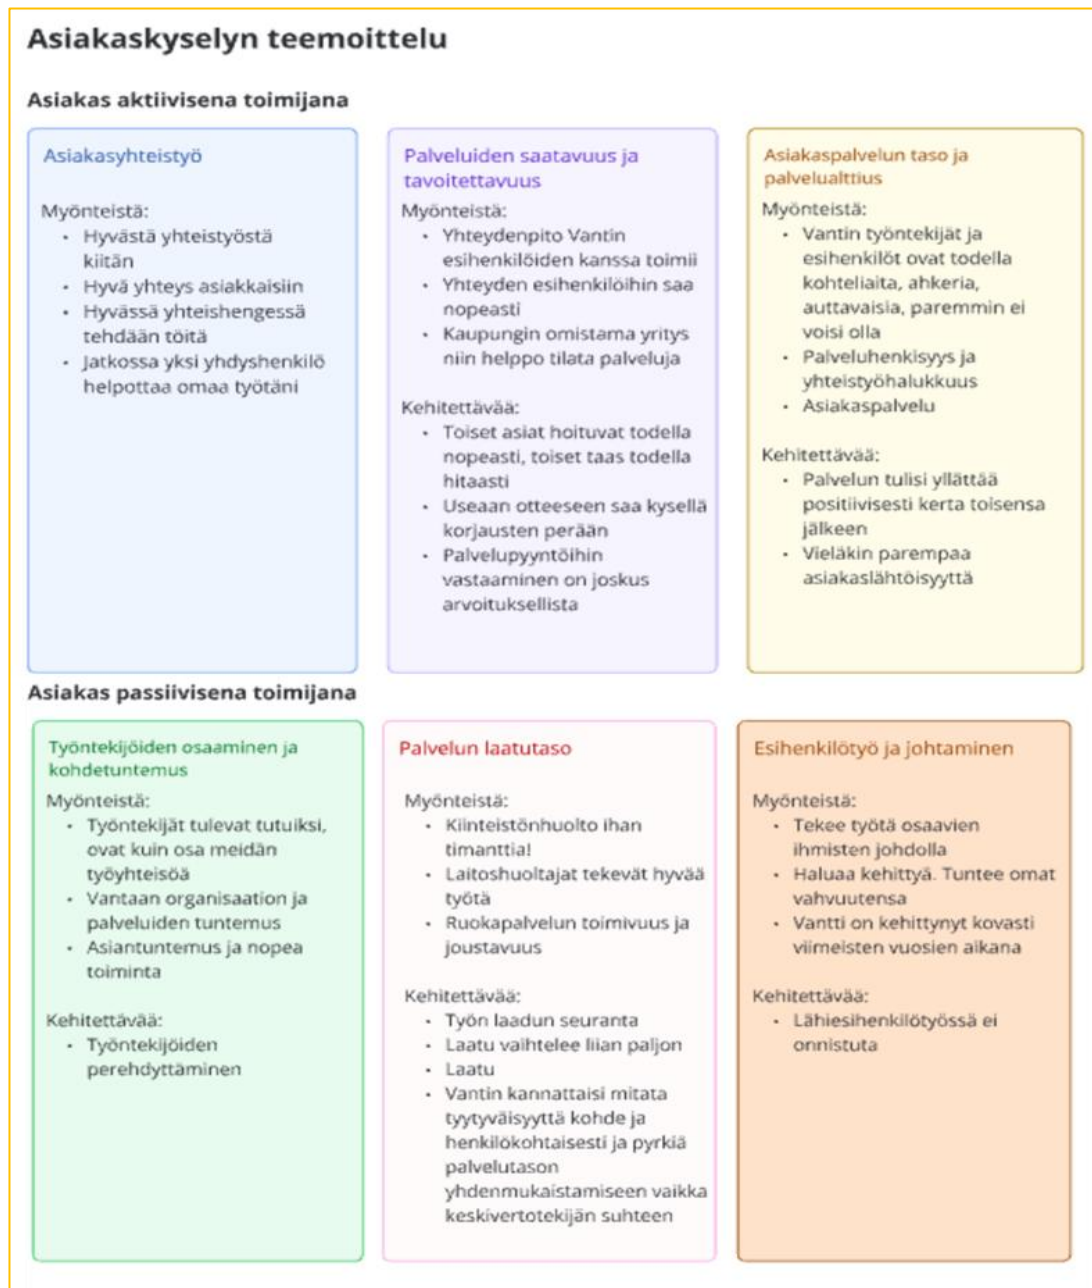 Asiakaskyselyn teemoittelu
Asiakas aktiivisena toimijana
Asiakasyhteistyö
Myönteistä:
• Hyvästä yhteistyöstä
kiitän
• Hyvä yhteys asiakkaisiin
• Hyvässä yhteishengessä
tehdään töitä
• Jatkossa yksi yhdyshenkilö
helpottaa omaa työtäni
Palveluiden saatavuus ja
tavoitettavuus
Myönteistä:
• Yhteydenpito Vantin
esihenkilöiden kanssa toimii
• Yhteyden esihenkilöihin saa
nopeasti
• Kaupungin omistama yritys
niin helppo tilata palveluja
Kehitettävää:
• Toiset asiat hoituvat todella
nopeasti, toiset taas todella
hitaasti
• Useaan otteeseen saa kysellä
korjausten perään
• Palvelupyyntöihin
vastaaminen on joskus
arvoituksellista
Asiakaspalvelun taso ja
palvelualttius
Myönteistä:
• Vantin työntekijät ja
esihenkilöt ovat todella
kohteliaita, ahkeria,
auttavaisia, paremmin ei
voisi olla
• Palveluhenkisyys ja
yhteistyöhalukkuus
• Asiakaspalvelu
Kehitettävää:
• Palvelun tulisi yllättää
positiivisesti kerta toisensa
jälkeen
• Vieläkin parempaa
asiakaslähtöisyyttä
Asiakas passiivisena toimijana
Työntekijöiden osaaminen ja
kohdetuntemus
Myönteistä:
• Työntekijät tulevat tutuiksi,
ovat kuin osa meidän
työyhteisöä
• Vantaan organisaation ja
palveluiden tuntemus
• Asiantuntemus ja nopea
toiminta
Kehitettävää:
• Työntekijöiden
perehdyttäminen
Palvelun laatutaso
Myönteistä:
• Kiinteistönhuolto ihan
timanttia!
• Laitoshuoltajat tekevät hyvää
työtä
• Ruokapalvelun toimivuus ja
joustavuus
Kehitettävää:
• Työn laadun seuranta
• Laatu vaihtelee liian paljon
• Laatu
• Vantin kannattaisi mitata
tyytyväisyyttä kohde ja
henkilökohtaisesti ja pyrkiä
palvelutason
yhdenmukaistamiseen vaikka
keskivertotekijän suhteen
Esihenkilötyö ja johtaminen
Myönteistä:
• Tekee työtä osaavien
ihmisten johdolla
• Haluaa kehittyä. Tuntee omat
vahvuutensa
• Vantti on kehittynyt kovasti
viimeisten vuosien aikana
Kehitettävää:
• Lähiesihenkilötyössä ei
onnistuta